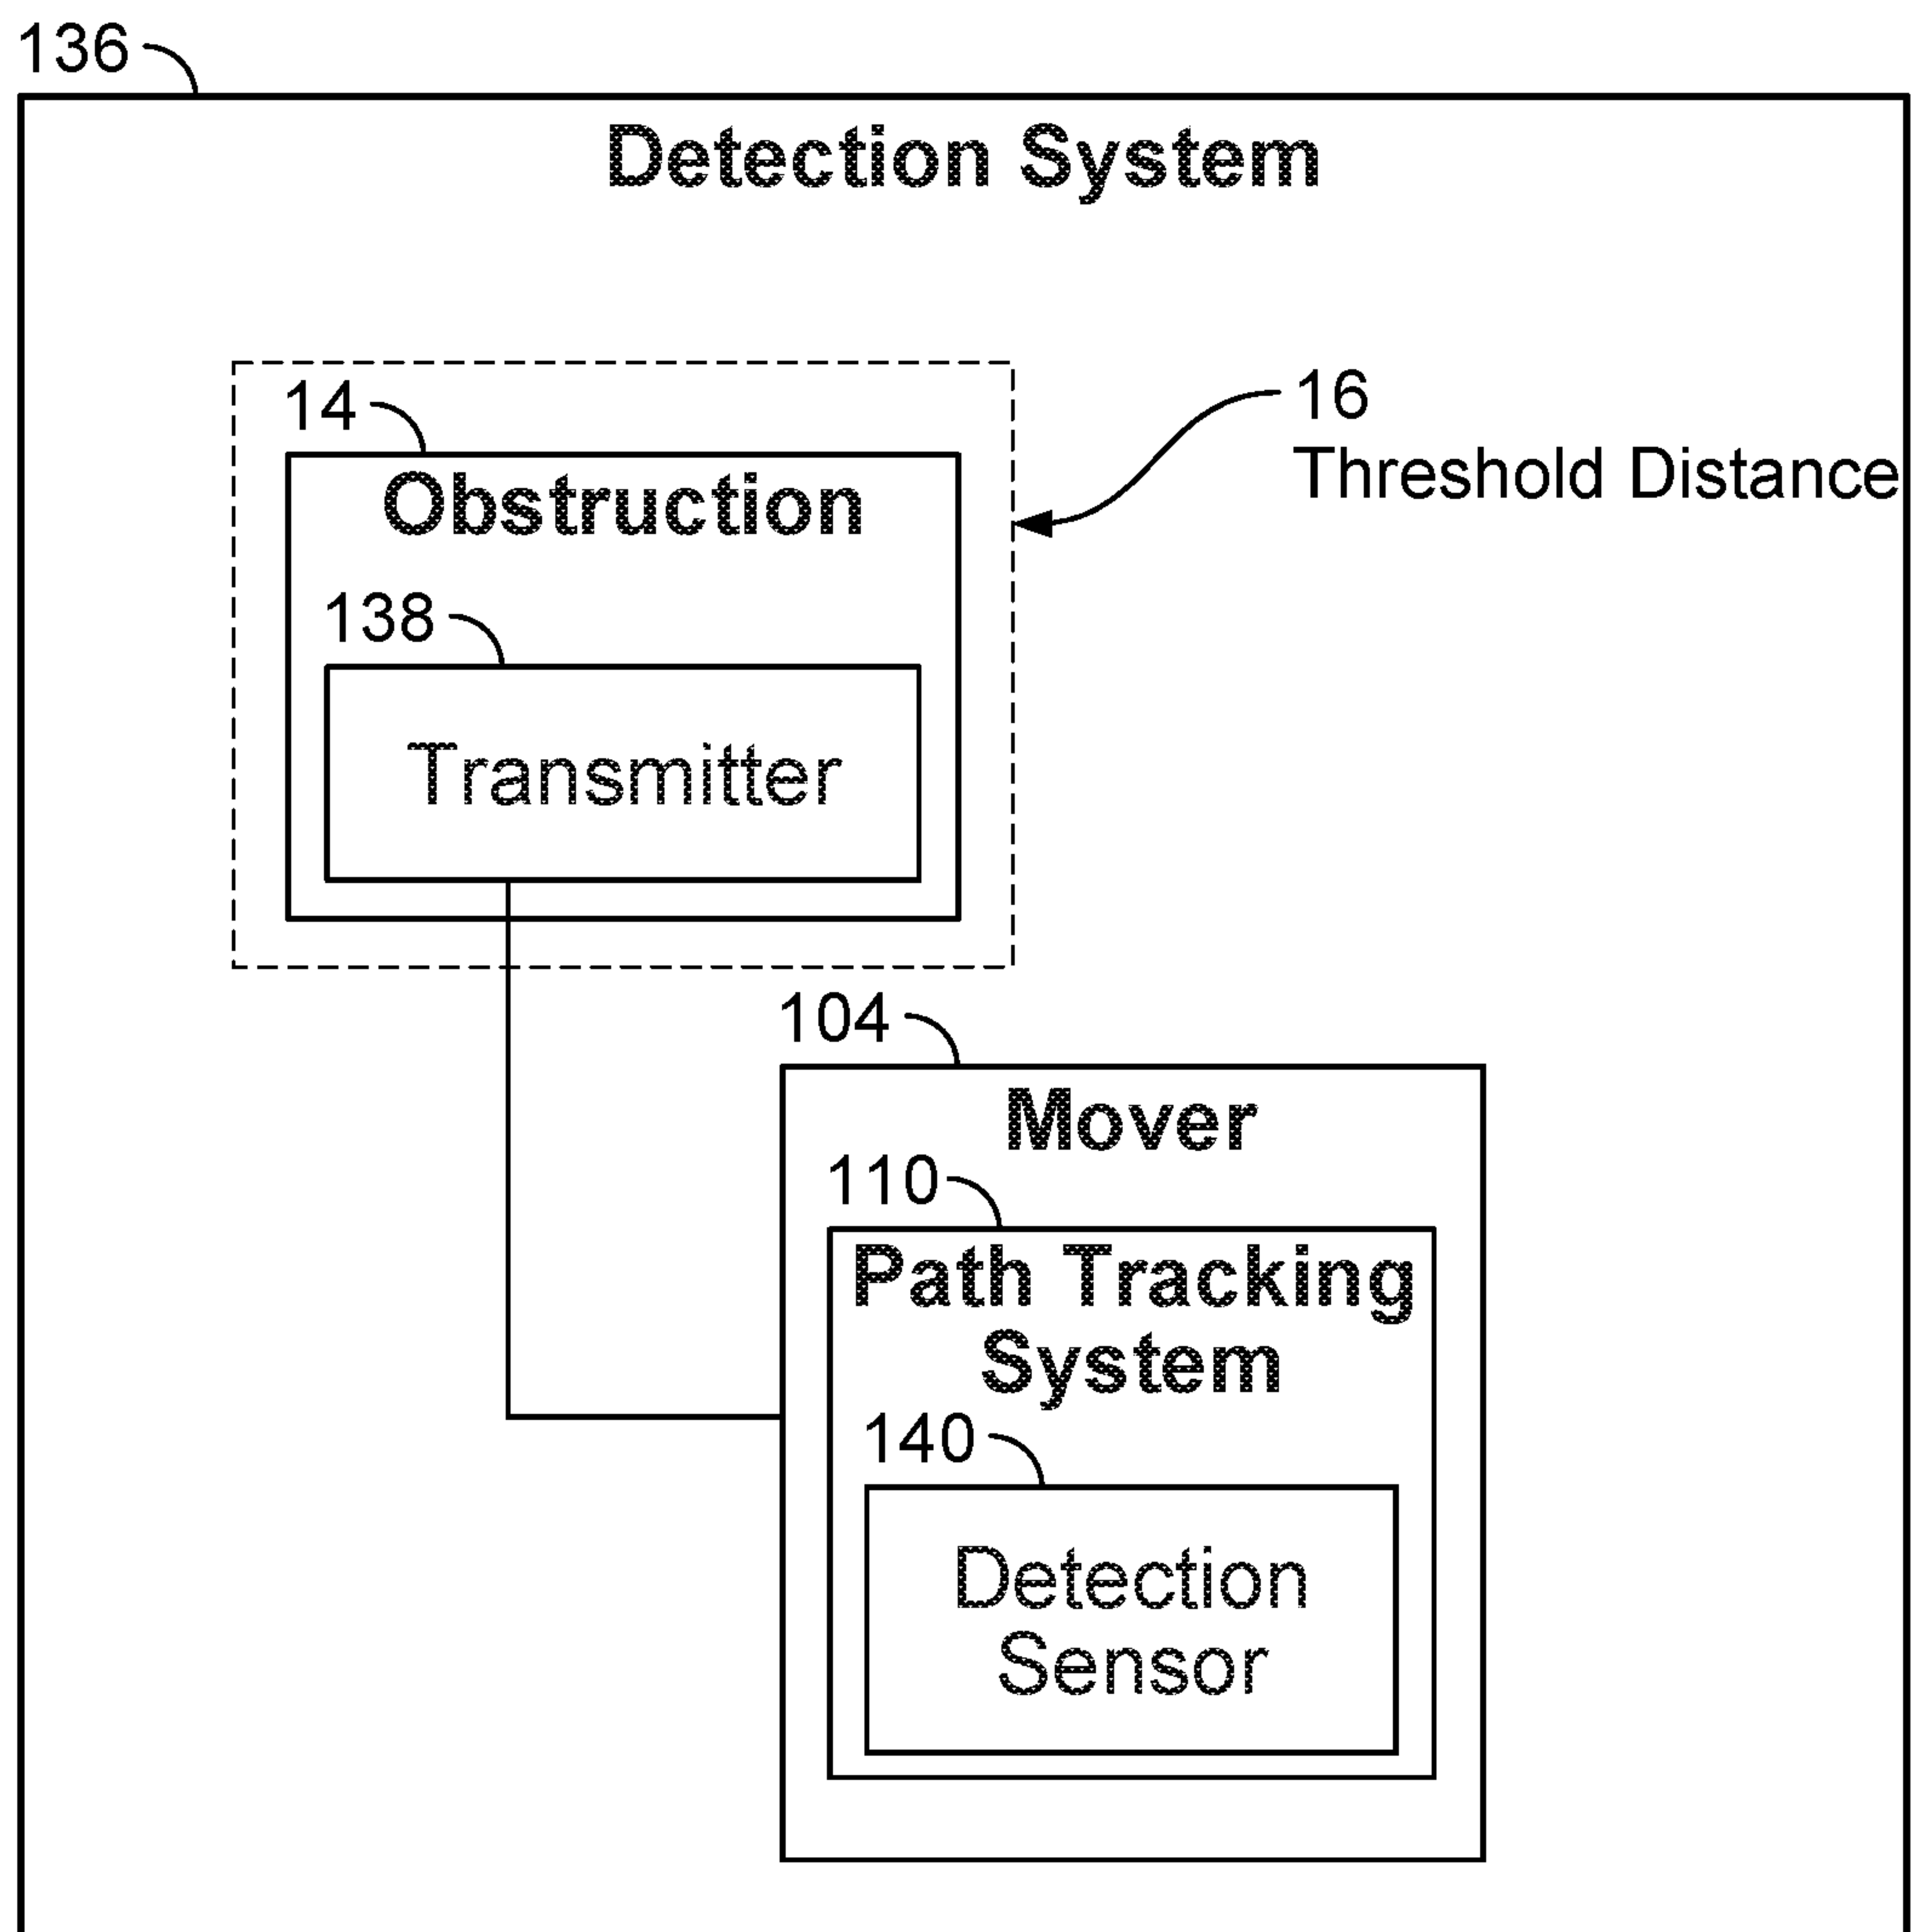 136
Detection System
14
16
Threshold Distance
Obstruction
138
Transmitter
104
Mover
110
Path Tracking
System
140
Detection
Sensor